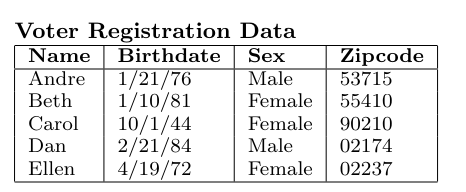 Voter Registration Data
Name Birthdate Sex Zipcode
Andre 1/21/76 Male 53715
Beth 1/10/81 Female 55410
Carol 10/1/44 Female 90210
Dan 2/21/84 Male 02174
Ellen 4/19/72 Female 02237